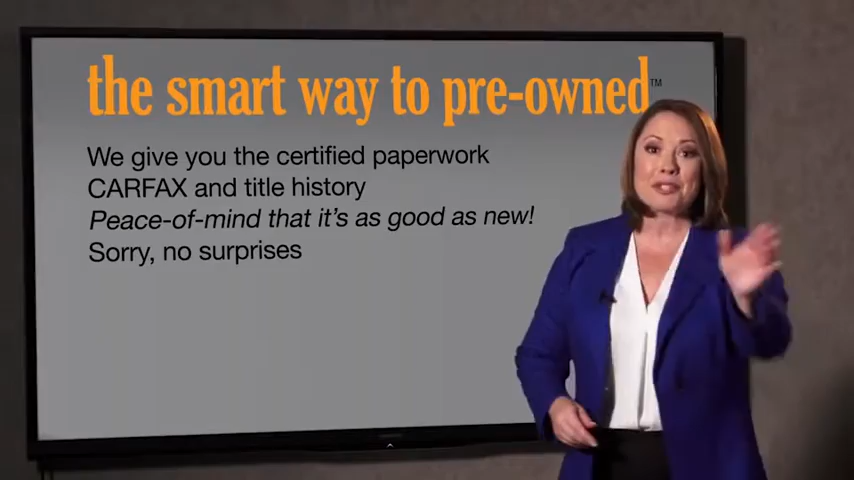 the smart way to pre-owned™
We give you the certified paperwork
CARFAX and title history
Peace-of-mind that it's as good as new!
Sorry, no surprises